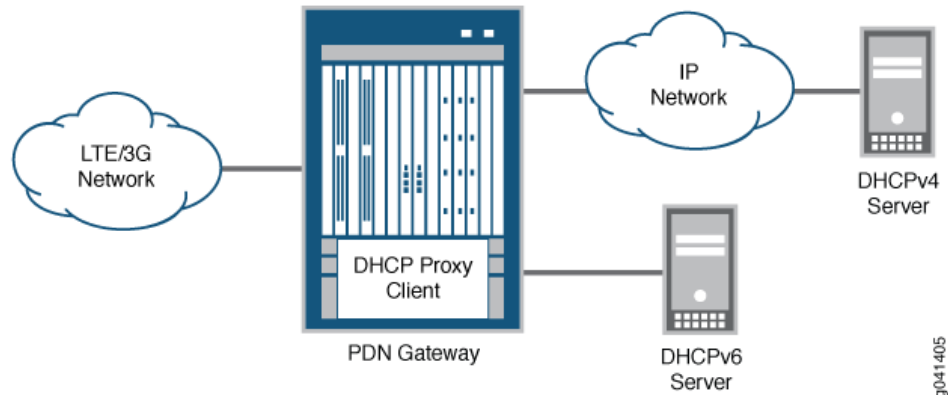 LTE/3G
Network
DHCP Proxy
Client
PDN Gateway
IP
Network
DHCPv4
Server
DHCPv6
Server
g041405